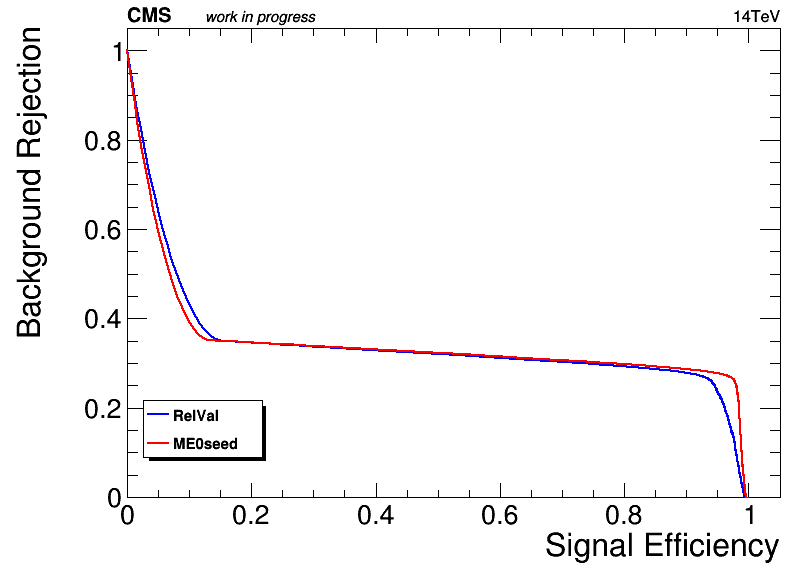 CMS work in progress 14TeV
Background Rejection
1
0.8
0.6
0.4
0.2
0
RelVal
ME0seed
0 0.2 0.4 0.6 0.8 1
Signal Efficiency